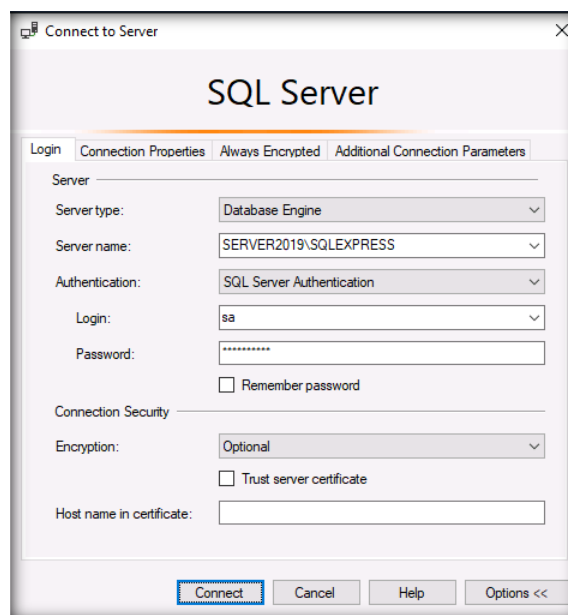 Connect to Server
SQL Server
Login Connection Properties Always Encrypted Additional Connection Parameters
Server
Server type: Database Engine
Server name: SERVER2019\SQLEXPRESS
Authentication: SQL Server Authentication
Login: sa
Password: **********
Remember password
Connection Security
Encryption: Optional
Trust server certificate
Host name in certificate:
Connect Cancel Help Options <<